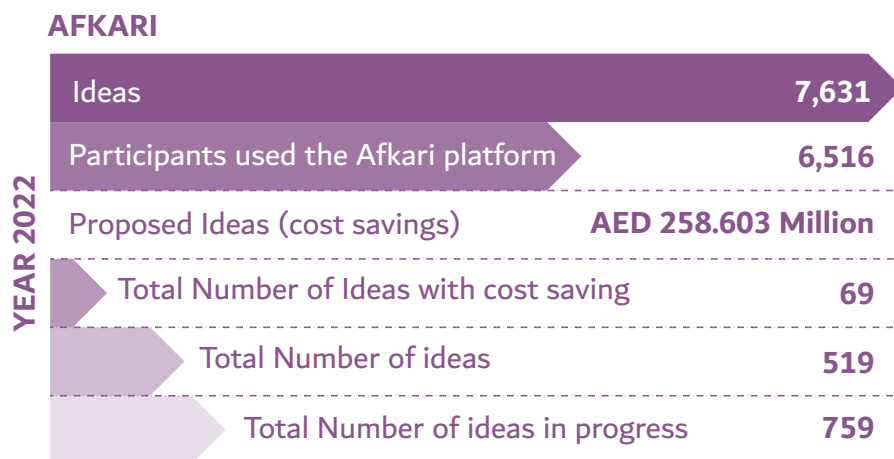 AFKARI
YEAR 2022
Ideas 7,631
Participants used the Afkari platform 6,516
Proposed Ideas (cost savings) AED 258.603 Million
Total Number of Ideas with cost saving 69
Total Number of ideas 519
Total Number of ideas in progress 759